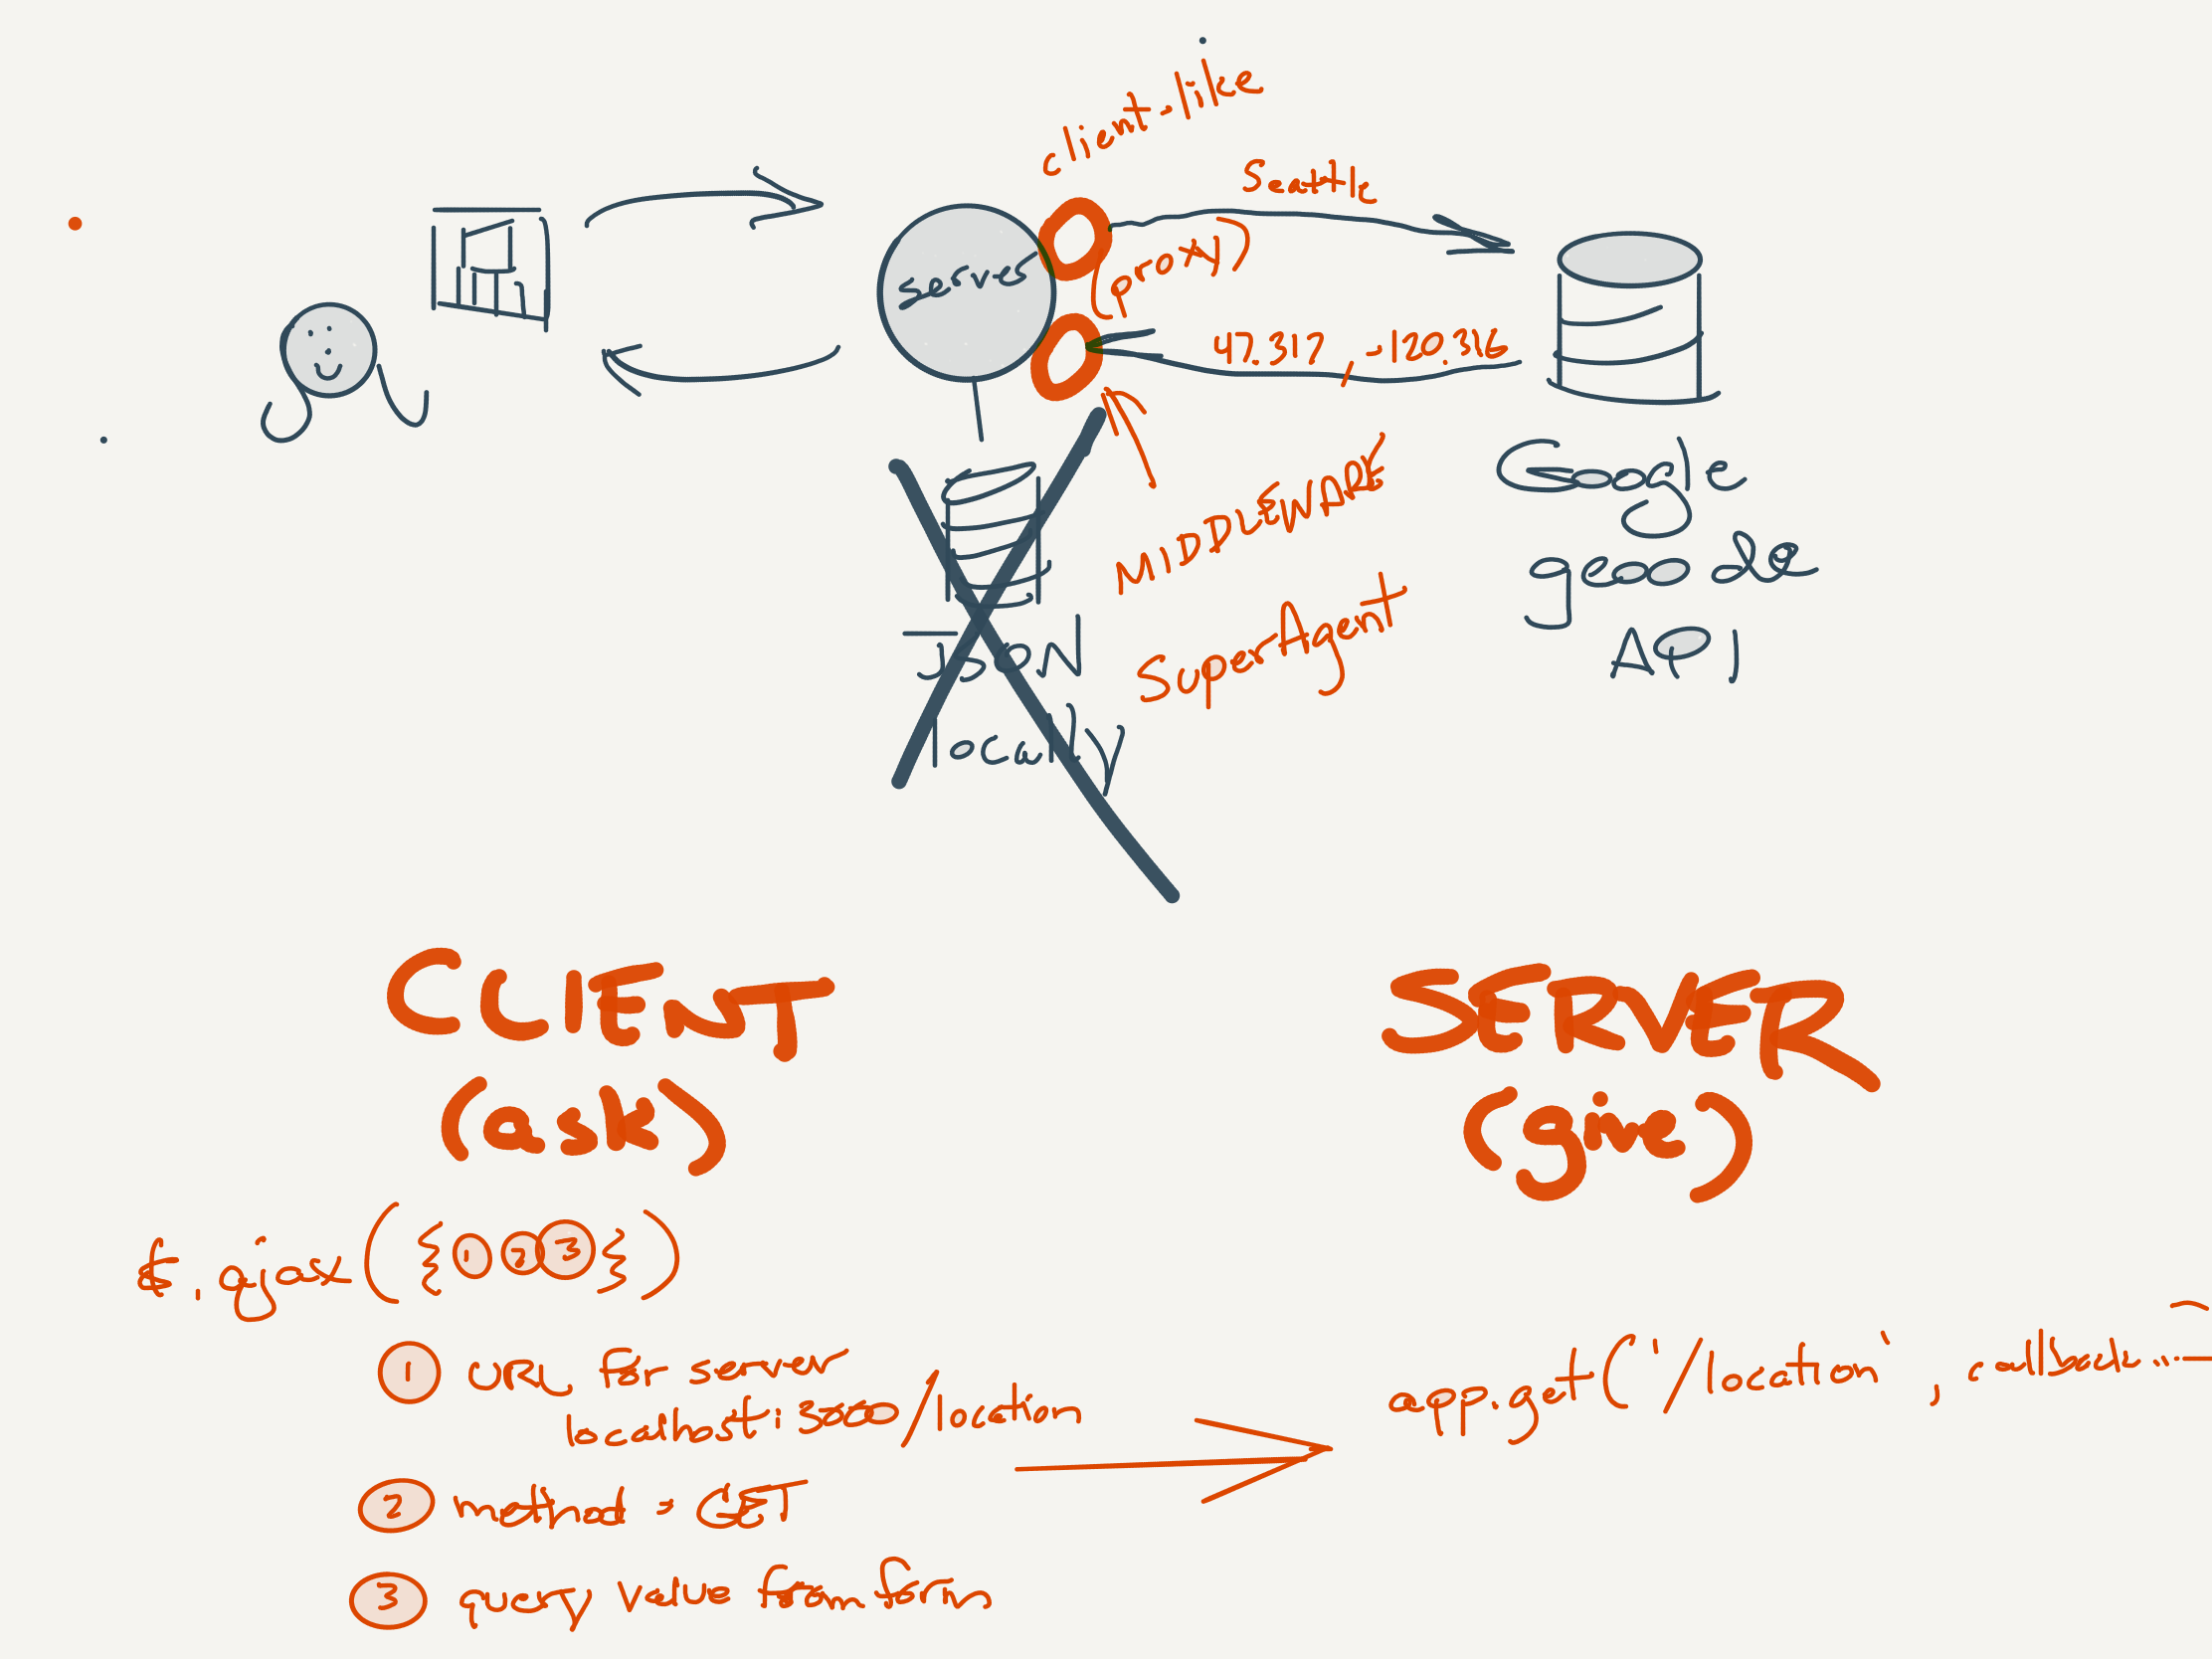 client-like
Seattle
server
(proxy)
47.317, -120.316
Google
geocode
API
MIDDLEWARE
SuperAgent
JSON
locally
CLIENT
(ask)
SERVER
(give)
$.ajax({1 2 3})
1 URL for server
localhost:3000/location
app.get('/location', callback...
2 method = GET
3 query value from form